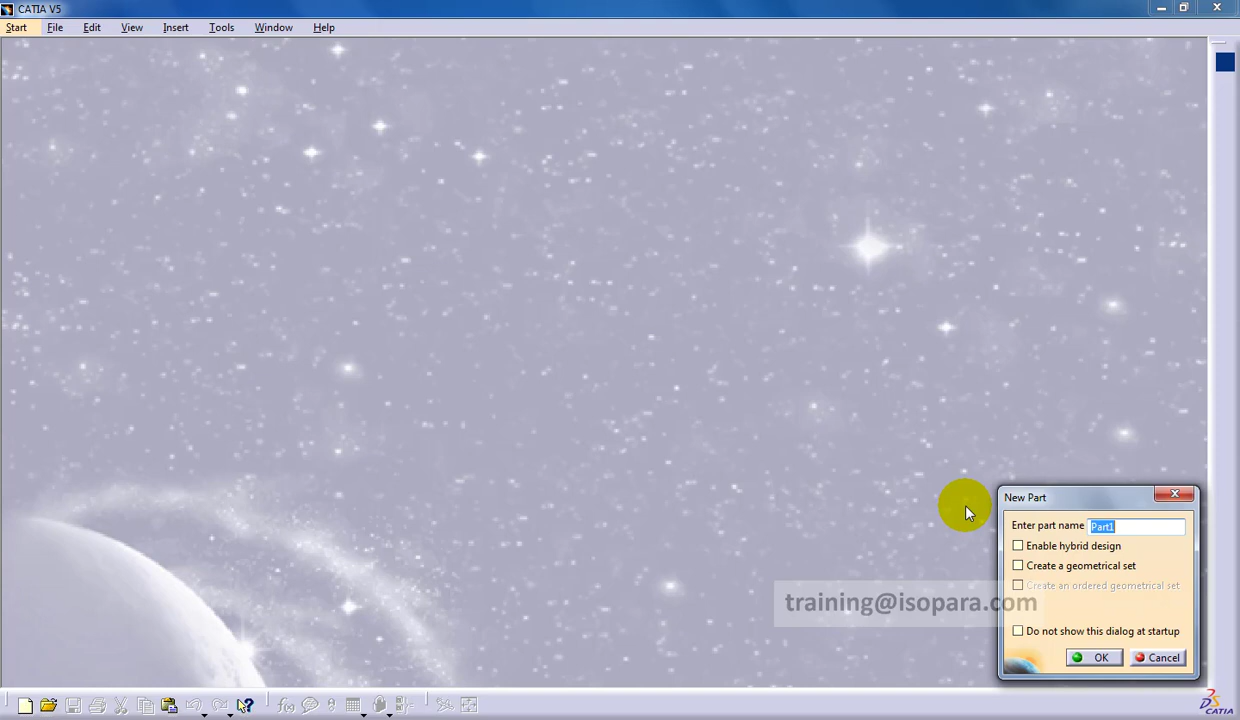 CATIA V5
Start File Edit View Insert Tools Window Help
New Part
Enter part name Part1
Enable hybrid design
Create a geometrical set
Create an ordered geometrical set
training@isopara.com
Do not show this dialog at startup
OK Cancel
f(x)
CATIA